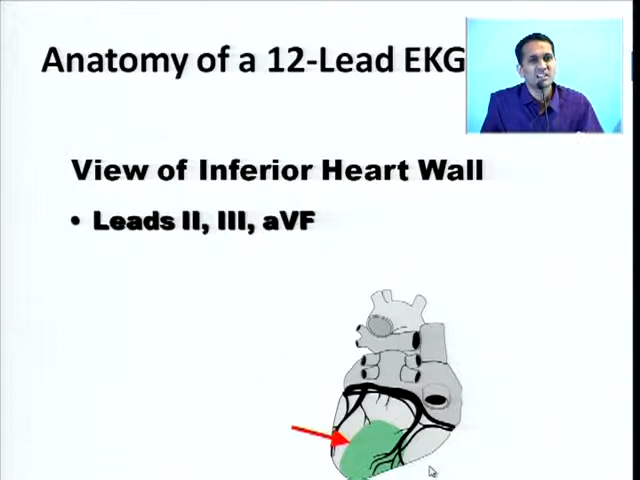 Anatomy of a 12-Lead EKG
View of Inferior Heart Wall
• Leads II, III, aVF